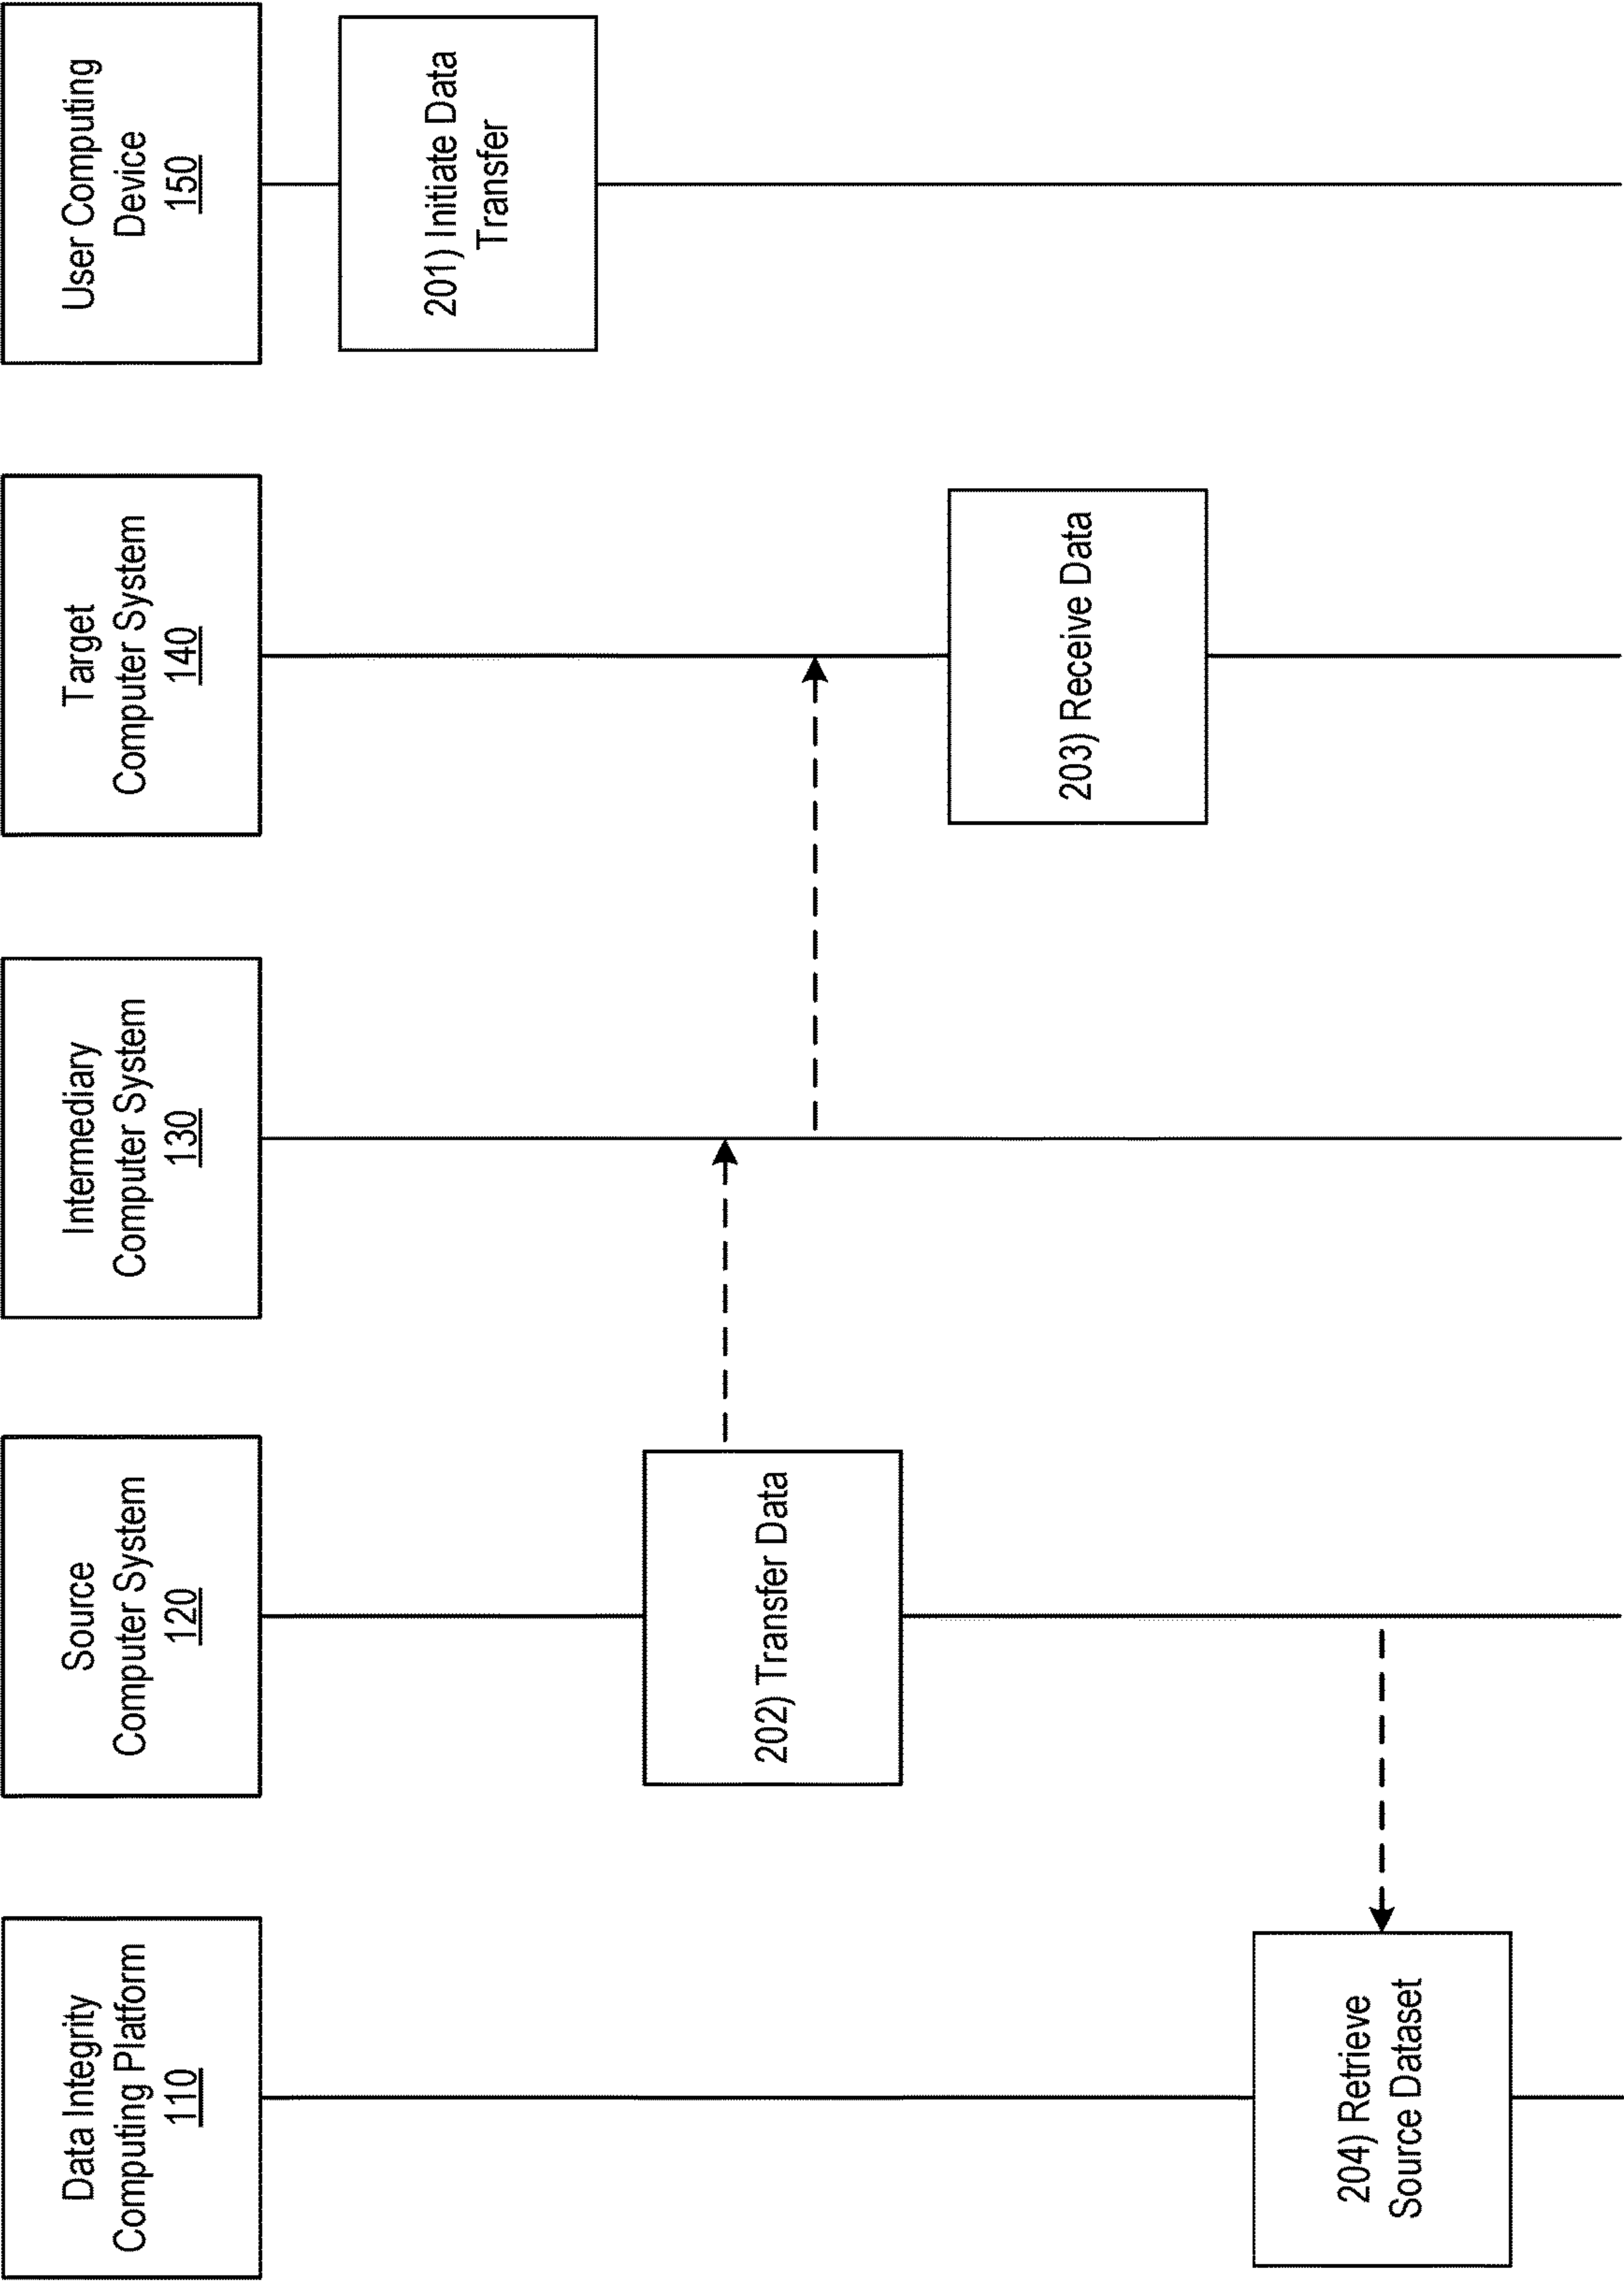 Data Integrity
Computing Platform
110
Source
Computer System
120
Intermediary
Computer System
130
Target
Computer System
140
User Computing
Device
150
201) Initiate Data
Transfer
202) Transfer Data
203) Receive Data
204) Retrieve
Source Dataset